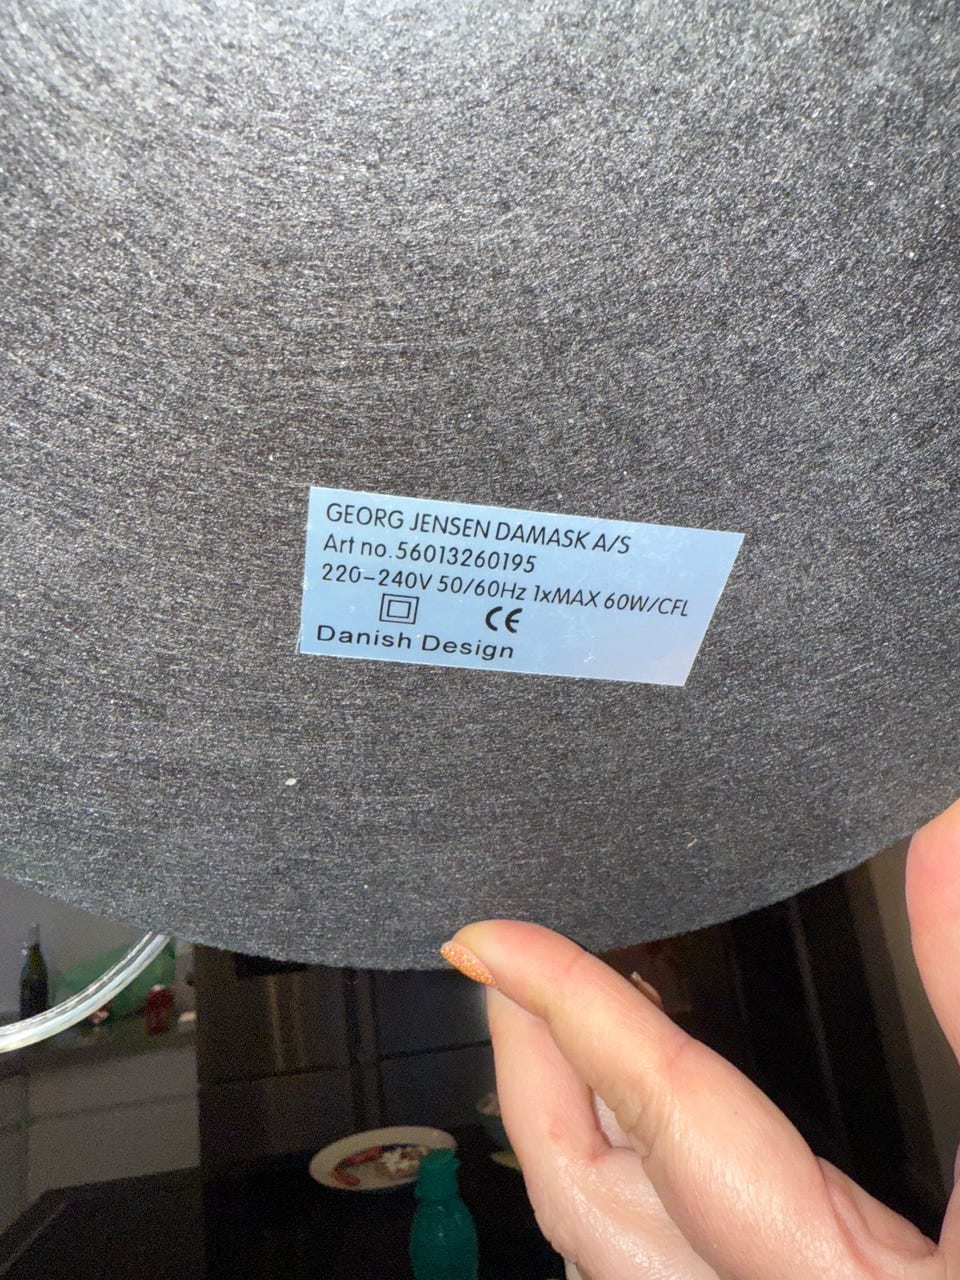 GEORG JENSEN DAMASK A/S
Art no.56013260195
220-240V 50/60Hz 1xMAX 60W/CFL
CE
Danish Design